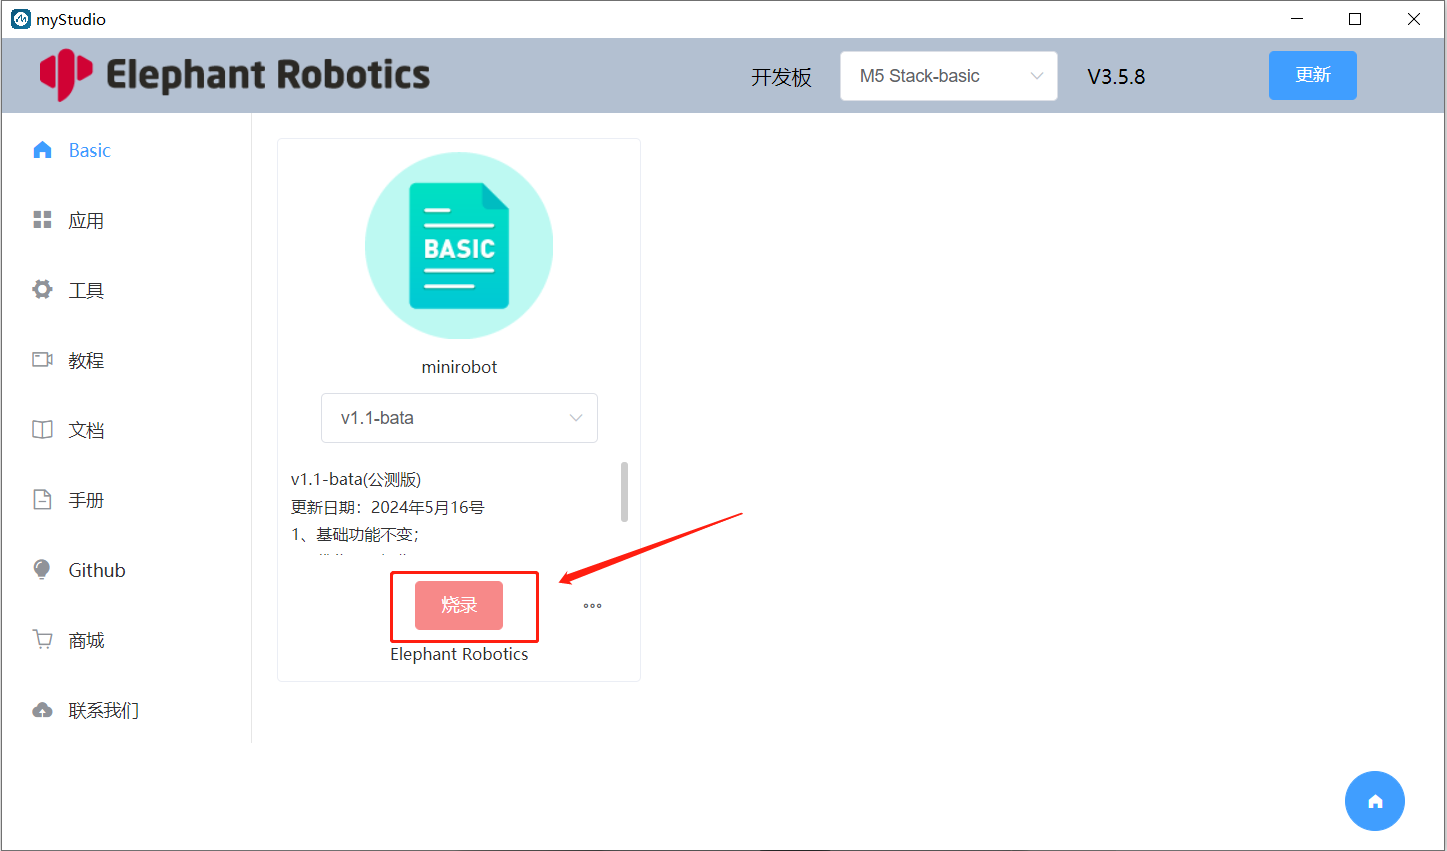 myStudio
Elephant Robotics
开发板
M5 Stack-basic
V3.5.8
更新
Basic
应用
工具
教程
文档
手册
Github
商城
联系我们
BASIC
minirobot
v1.1-bata
v1.1-bata(公测版)
更新日期：2024年5月16号
1、基础功能不变；
烧录
Elephant Robotics